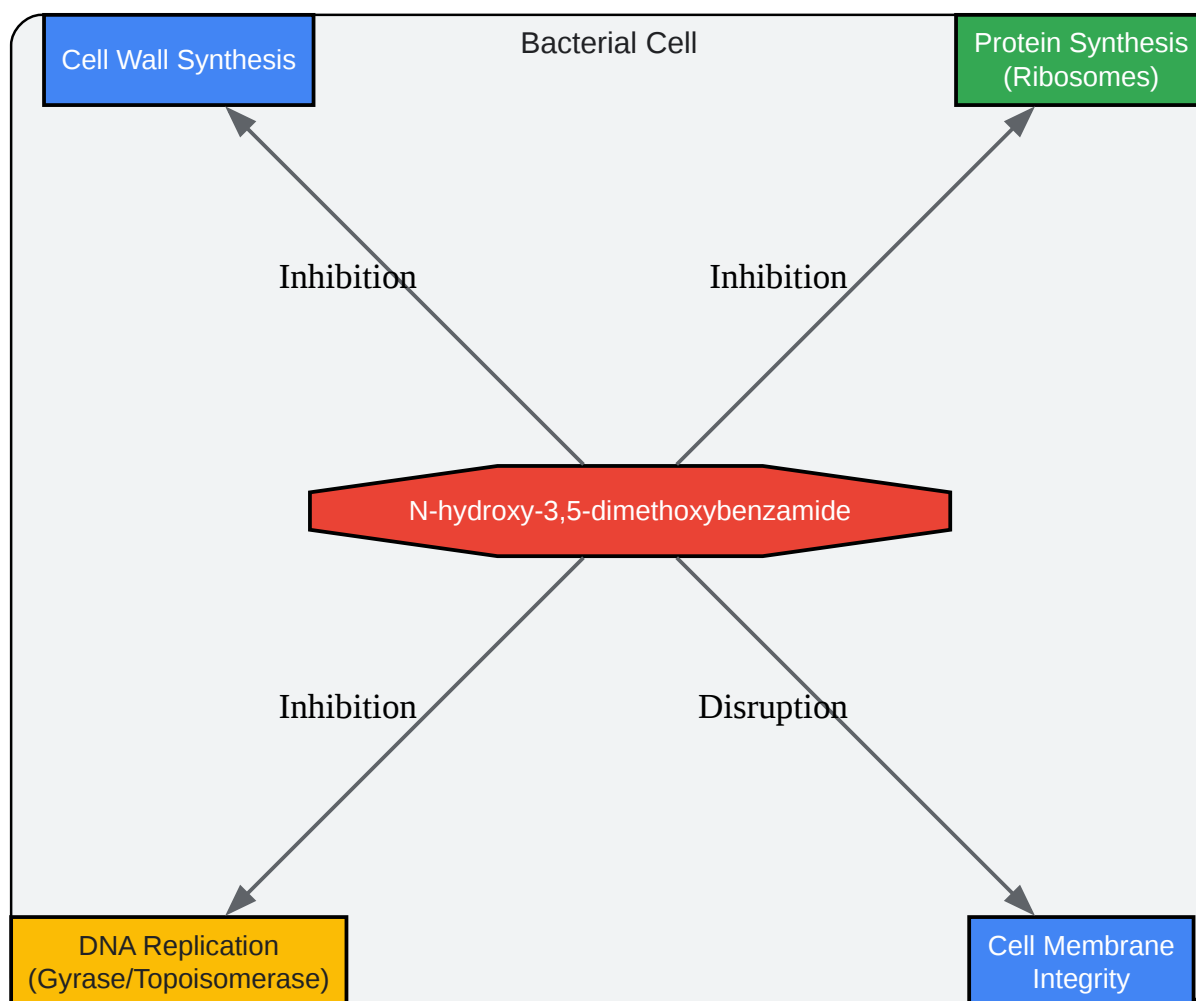 Bacterial Cell
Cell Wall Synthesis
Protein Synthesis
(Ribosomes)
Inhibition
Inhibition
N-hydroxy-3,5-dimethoxybenzamide
Inhibition
Disruption
DNA Replication
(Gyrase/Topoisomerase)
Cell Membrane
Integrity